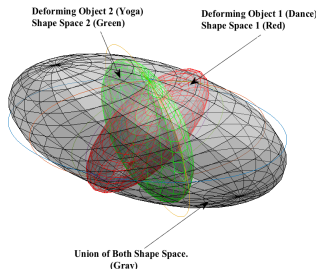 Deforming Object 2 (Yoga)
Shape Space 2 (Green)
Deforming Object 1 (Dance)
Shape Space 1 (Red)
Union of Both Shape Space.
(Gray)